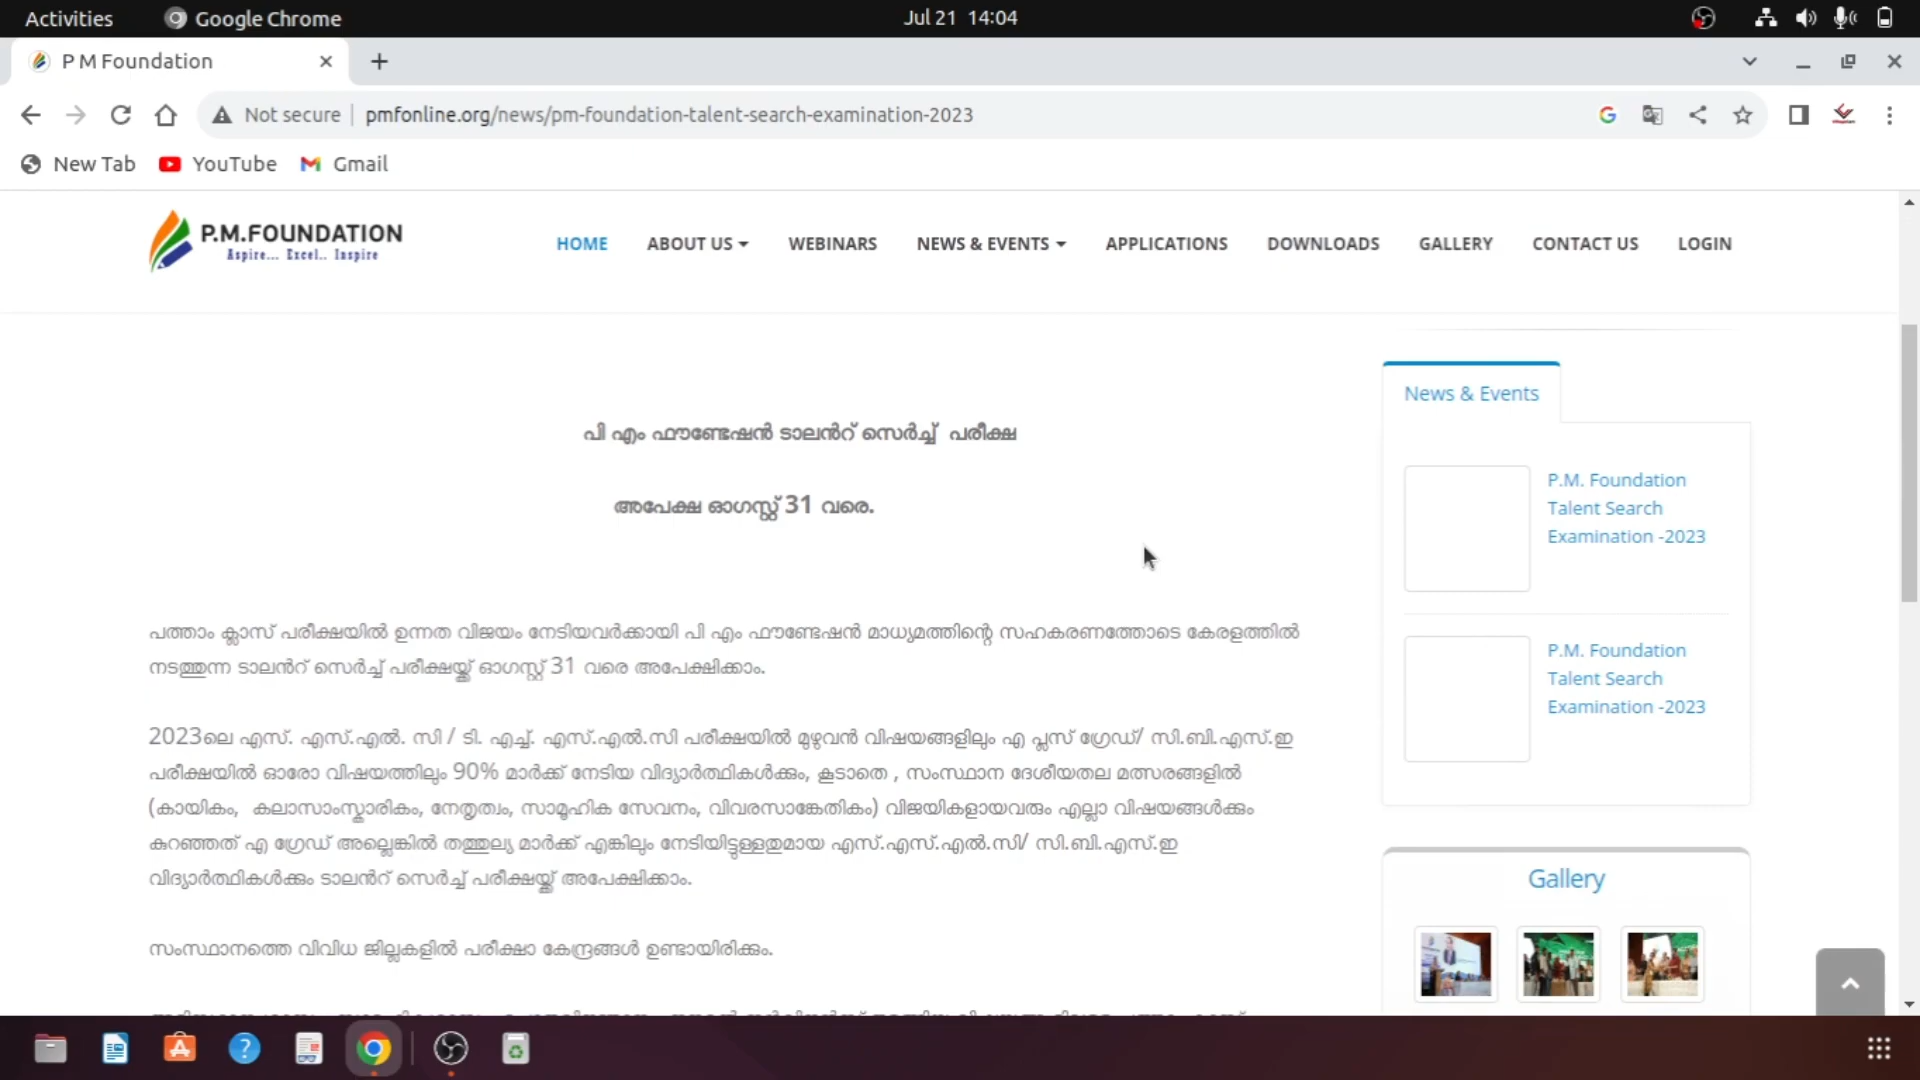 Activities Google Chrome Jul 21 14:04
P M Foundation
Not secure pmfonline.org/news/pm-foundation-talent-search-examination-2023
New Tab YouTube Gmail
P.M.FOUNDATION
Aspire... Excel.. Inspire
HOME ABOUT US WEBINARS NEWS & EVENTS APPLICATIONS DOWNLOADS GALLERY CONTACT US LOGIN
പി എം ഫൗണ്ടേഷൻ ടാലൻറ് സെർച്ച് പരീക്ഷ
അപേക്ഷ ഓഗസ്റ്റ് 31 വരെ.
പത്താം ക്ലാസ് പരീക്ഷയിൽ ഉന്നത വിജയം നേടിയവർക്കായി പി എം ഫൗണ്ടേഷൻ മാധ്യമത്തിന്റെ സഹകരണത്തോടെ കേരളത്തിൽ
നടത്തുന്ന ടാലൻറ് സെർച്ച് പരീക്ഷയ്ക്ക് ഓഗസ്റ്റ് 31 വരെ അപേക്ഷിക്കാം.
2023ലെ എസ്. എസ്.എൽ. സി / ടി. എച്ച്. എസ്.എൽ.സി പരീക്ഷയിൽ മുഴുവൻ വിഷയങ്ങളിലും എ പ്ലസ് ഗ്രേഡ്/ സി.ബി.എസ്.ഇ
പരീക്ഷയിൽ ഓരോ വിഷയത്തിലും 90% മാർക്ക് നേടിയ വിദ്യാർത്ഥികൾക്കും, കൂടാതെ , സംസ്ഥാന ദേശീയതല മത്സരങ്ങളിൽ
(കായികം, കലാസാംസ്കാരികം, നേതൃത്വം, സാമൂഹിക സേവനം, വിവരസാങ്കേതികം) വിജയികളായവരും എല്ലാ വിഷയങ്ങൾക്കും
കുറഞ്ഞത് എ ഗ്രേഡ് അല്ലെങ്കിൽ തത്തുല്യ മാർക്ക് എങ്കിലും നേടിയിട്ടുള്ളതുമായ എസ്.എസ്.എൽ.സി/ സി.ബി.എസ്.ഇ
വിദ്യാർത്ഥികൾക്കും ടാലൻറ് സെർച്ച് പരീക്ഷയ്ക്ക് അപേക്ഷിക്കാം.
സംസ്ഥാനത്തെ വിവിധ ജില്ലകളിൽ പരീക്ഷാ കേന്ദ്രങ്ങൾ ഉണ്ടായിരിക്കും.
News & Events
P.M. Foundation
Talent Search
Examination -2023
P.M. Foundation
Talent Search
Examination -2023
Gallery